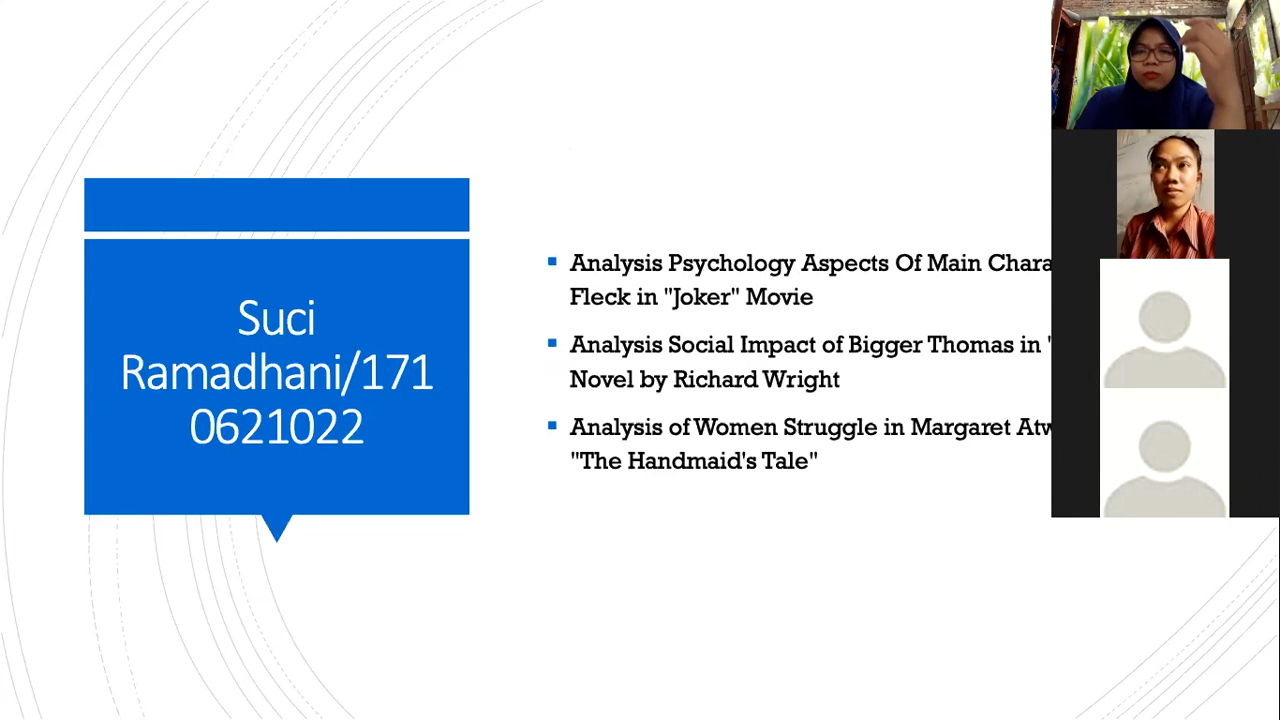 Suci
Ramadhani/171
0621022
Analysis Psychology Aspects Of Main Chara
Fleck in "Joker" Movie
Analysis Social Impact of Bigger Thomas in "
Novel by Richard Wright
Analysis of Women Struggle in Margaret Atw
"The Handmaid's Tale"